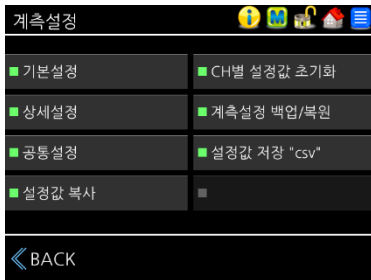 계측설정
M
기본설정
CH별 설정값 초기화
상세설정
계측설정 백업/복원
공통설정
설정값 저장 "csv"
설정값 복사
BACK